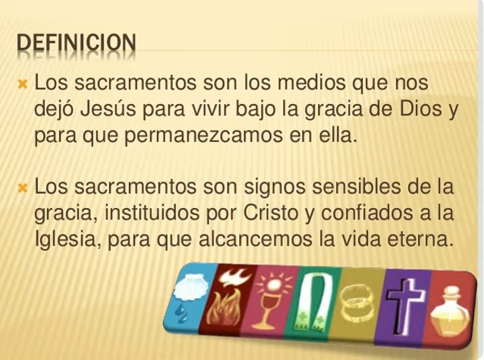 DEFINICION
Los sacramentos son los medios que nos
dejó Jesús para vivir bajo la gracia de Dios y
para que permanezcamos en ella.
Los sacramentos son signos sensibles de la
gracia, instituidos por Cristo y confiados a la
Iglesia, para que alcancemos la vida eterna.